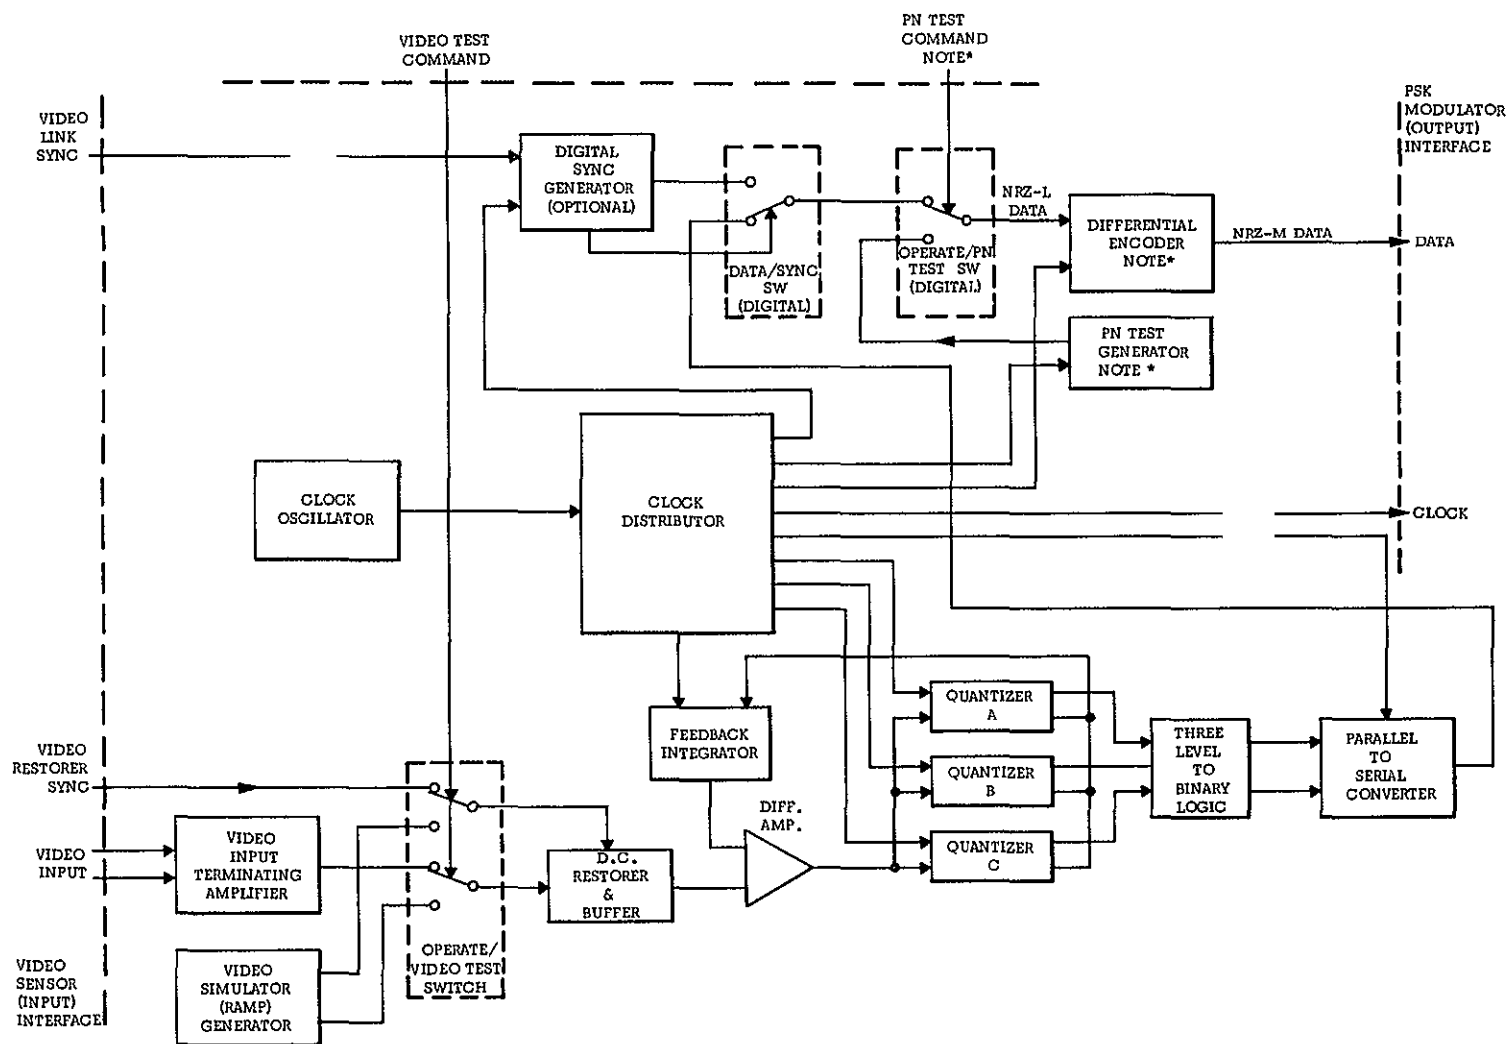 VIDEO TEST
COMMAND
PN TEST
COMMAND
NOTE*
VIDEO
LINK
SYNC
PSK
MODULATOR
(OUTPUT)
INTERFACE
DIGITAL
SYNC
GENERATOR
(OPTIONAL)
DATA/SYNC
SW
(DIGITAL)
OPERATE/PN
TEST SW
(DIGITAL)
NRZ-L
DATA
DIFFERENTIAL
ENCODER
NOTE*
NRZ-M DATA
DATA
PN TEST
GENERATOR
NOTE *
CLOCK
OSCILLATOR
CLOCK
DISTRIBUTOR
CLOCK
FEEDBACK
INTEGRATOR
QUANTIZER
A
QUANTIZER
B
QUANTIZER
C
THREE
LEVEL
TO
BINARY
LOGIC
PARALLEL
TO
SERIAL
CONVERTER
VIDEO
RESTORER
SYNC
VIDEO
INPUT
VIDEO
INPUT
TERMINATING
AMPLIFIER
DIFF.
AMP.
D.C.
RESTORER
&
BUFFER
OPERATE/
VIDEO TEST
SWITCH
VIDEO
SENSOR
(INPUT)
INTERFACE
VIDEO
SIMULATOR
(RAMP)
GENERATOR